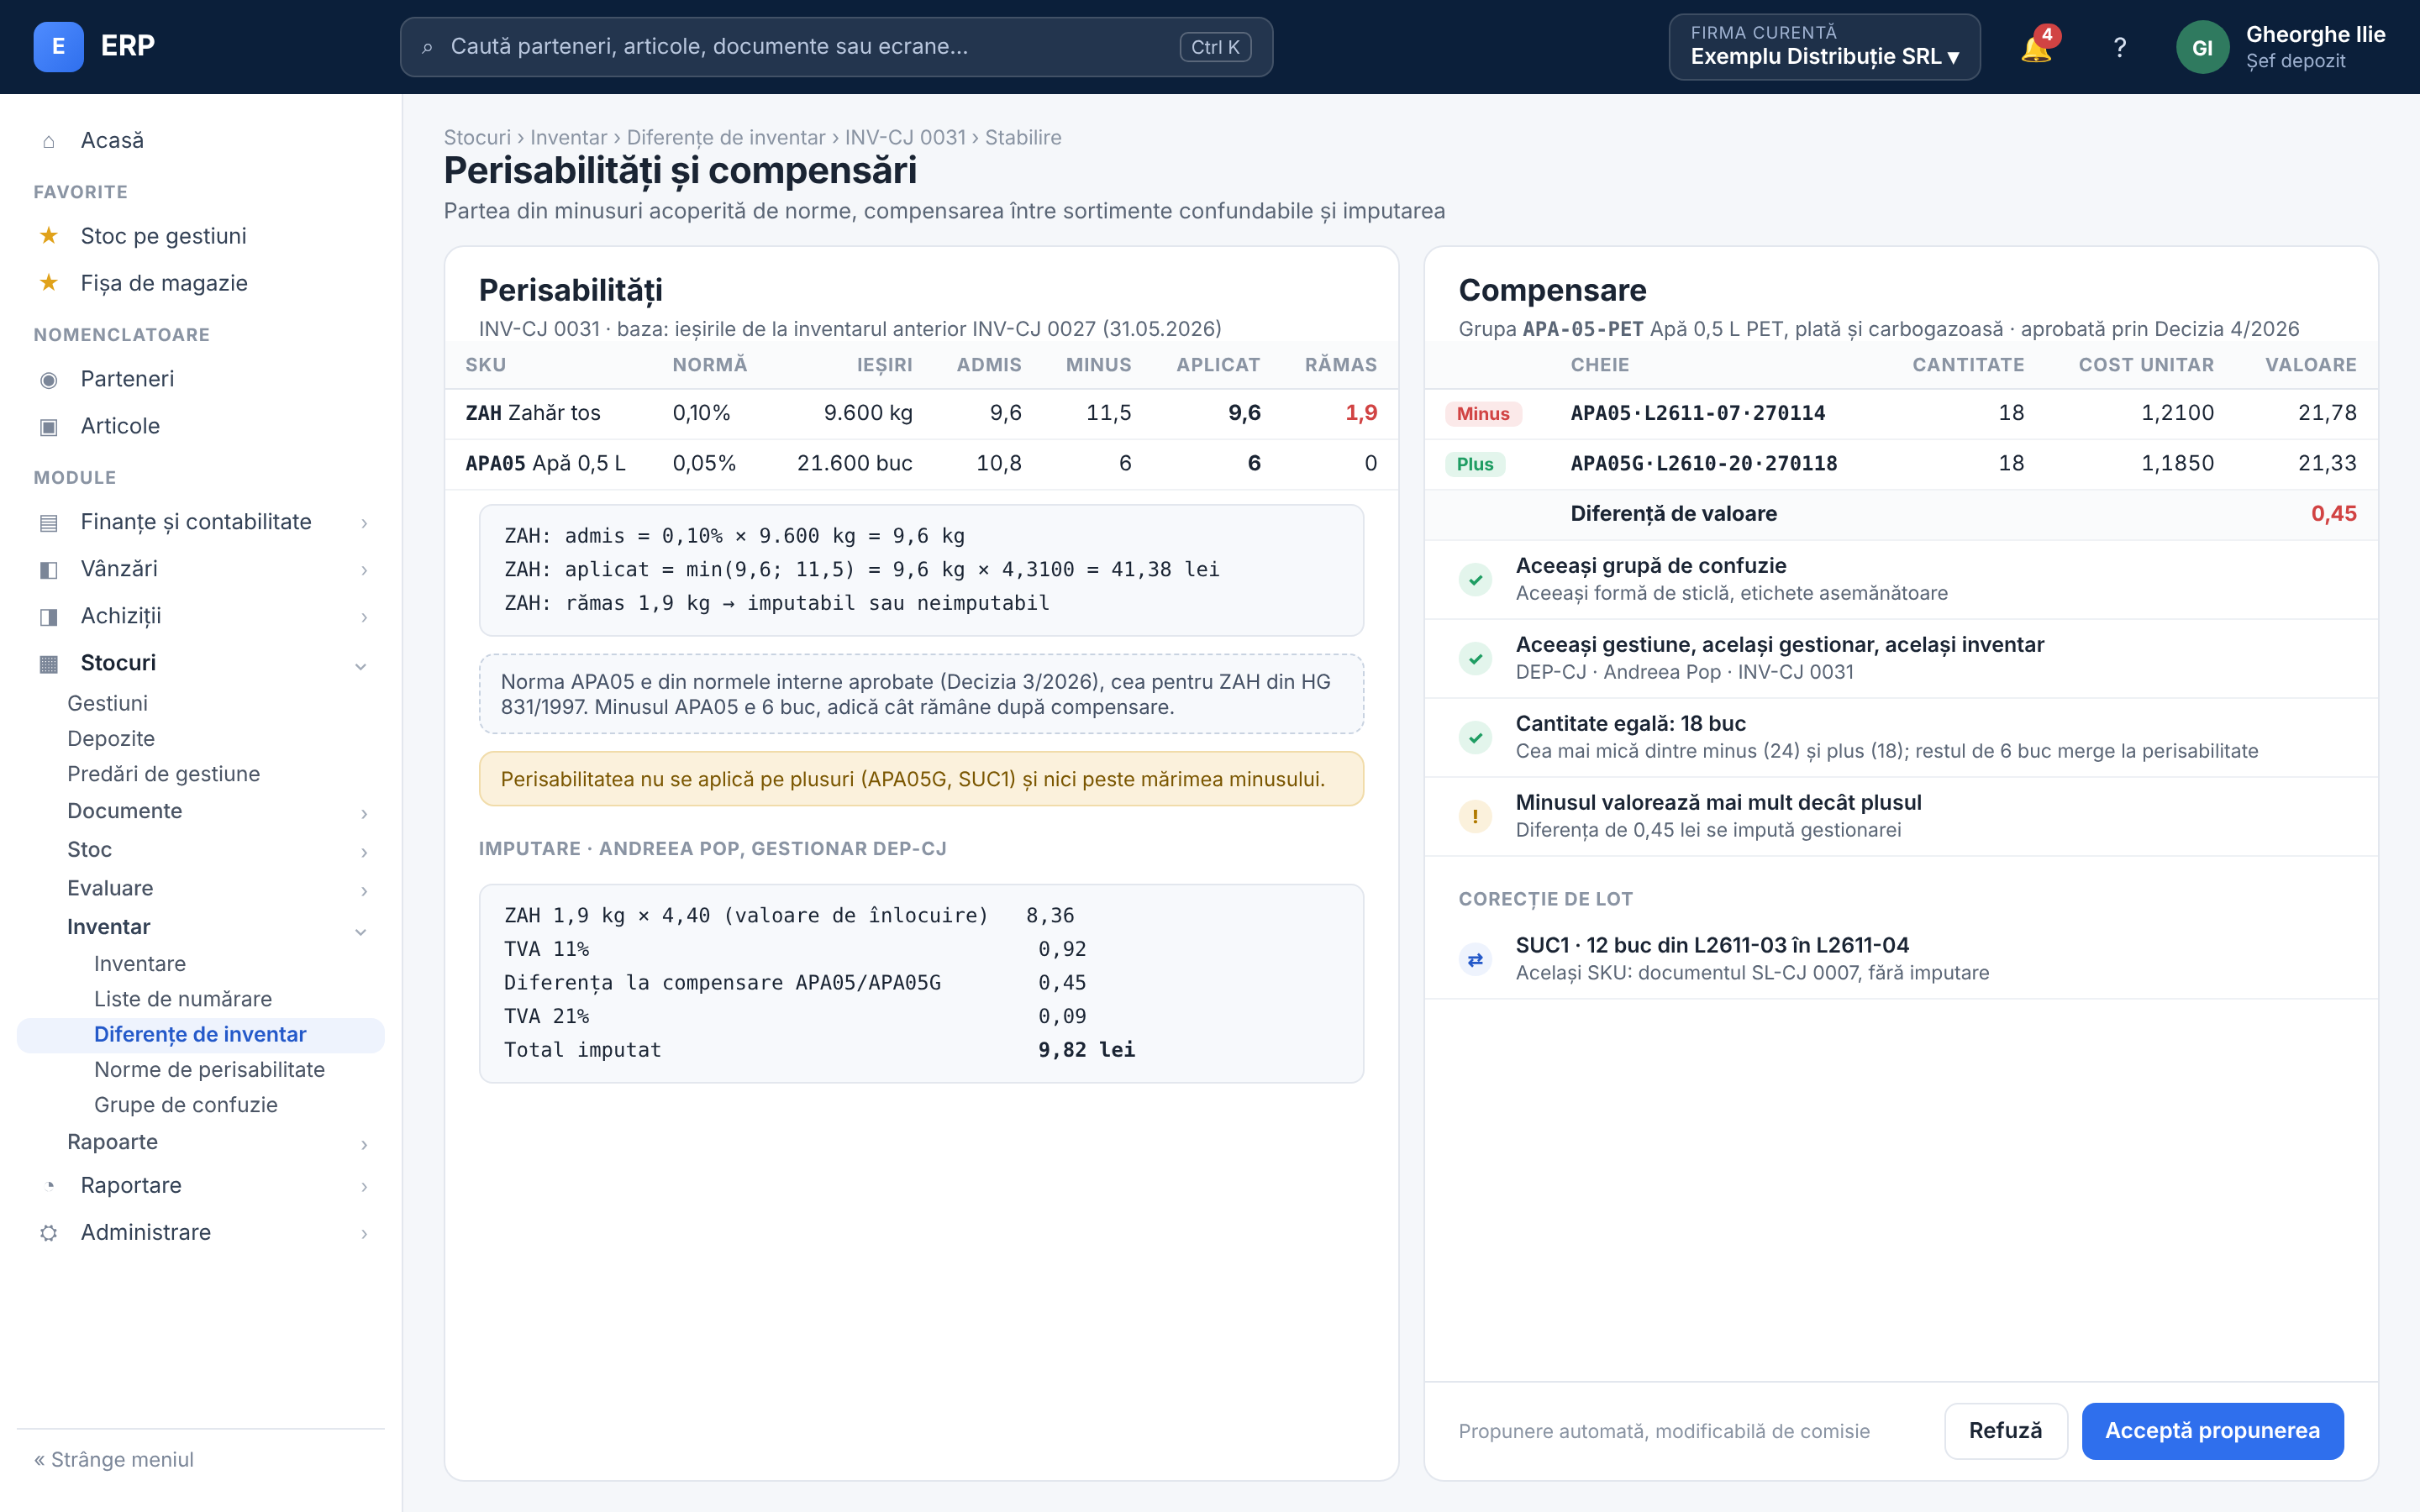 E ERP
Caută parteneri, articole, documente sau ecrane... Ctrl K
FIRMA CURENTĂ
Exemplu Distribuție SRL ▾
4
?
GI
Gheorghe Ilie
Șef depozit
Acasă
FAVORITE
Stoc pe gestiuni
Fișa de magazie
NOMENCLATOARE
Parteneri
Articole
MODULE
Finanțe și contabilitate
Vânzări
Achiziții
Stocuri
Gestiuni
Depozite
Predări de gestiune
Documente
Stoc
Evaluare
Inventar
Inventare
Liste de numărare
Diferențe de inventar
Norme de perisabilitate
Grupe de confuzie
Rapoarte
Raportare
Administrare
« Strânge meniul
Stocuri › Inventar › Diferențe de inventar › INV-CJ 0031 › Stabilire
Perisabilități și compensări
Partea din minusuri acoperită de norme, compensarea între sortimente confundabile și imputarea
Perisabilități
INV-CJ 0031 · baza: ieșirile de la inventarul anterior INV-CJ 0027 (31.05.2026)
SKU NORMĂ IEȘIRI ADMIS MINUS APLICAT RĂMAS
ZAH Zahăr tos 0,10% 9.600 kg 9,6 11,5 9,6 1,9
APA05 Apă 0,5 L 0,05% 21.600 buc 10,8 6 6 0
ZAH: admis = 0,10% × 9.600 kg = 9,6 kg
ZAH: aplicat = min(9,6; 11,5) = 9,6 kg × 4,3100 = 41,38 lei
ZAH: rămas 1,9 kg → imputabil sau neimputabil
Norma APA05 e din normele interne aprobate (Decizia 3/2026), cea pentru ZAH din HG
831/1997. Minusul APA05 e 6 buc, adică cât rămâne după compensare.
Perisabilitatea nu se aplică pe plusuri (APA05G, SUC1) și nici peste mărimea minusului.
IMPUTARE · ANDREEA POP, GESTIONAR DEP-CJ
ZAH 1,9 kg × 4,40 (valoare de înlocuire) 8,36
TVA 11% 0,92
Diferența la compensare APA05/APA05G 0,45
TVA 21% 0,09
Total imputat 9,82 lei
Compensare
Grupa APA-05-PET Apă 0,5 L PET, plată și carbogazoasă · aprobată prin Decizia 4/2026
CHEIE CANTITATE COST UNITAR VALOARE
Minus APA05·L2611-07·270114 18 1,2100 21,78
Plus APA05G·L2610-20·270118 18 1,1850 21,33
Diferență de valoare 0,45
Aceeași grupă de confuzie
Aceeași formă de sticlă, etichete asemănătoare
Aceeași gestiune, același gestionar, același inventar
DEP-CJ · Andreea Pop · INV-CJ 0031
Cantitate egală: 18 buc
Cea mai mică dintre minus (24) și plus (18); restul de 6 buc merge la perisabilitate
Minusul valorează mai mult decât plusul
Diferența de 0,45 lei se impută gestionarei
CORECȚIE DE LOT
SUC1 · 12 buc din L2611-03 în L2611-04
Același SKU: documentul SL-CJ 0007, fără imputare
Propunere automată, modificabilă de comisie
Refuză
Acceptă propunerea